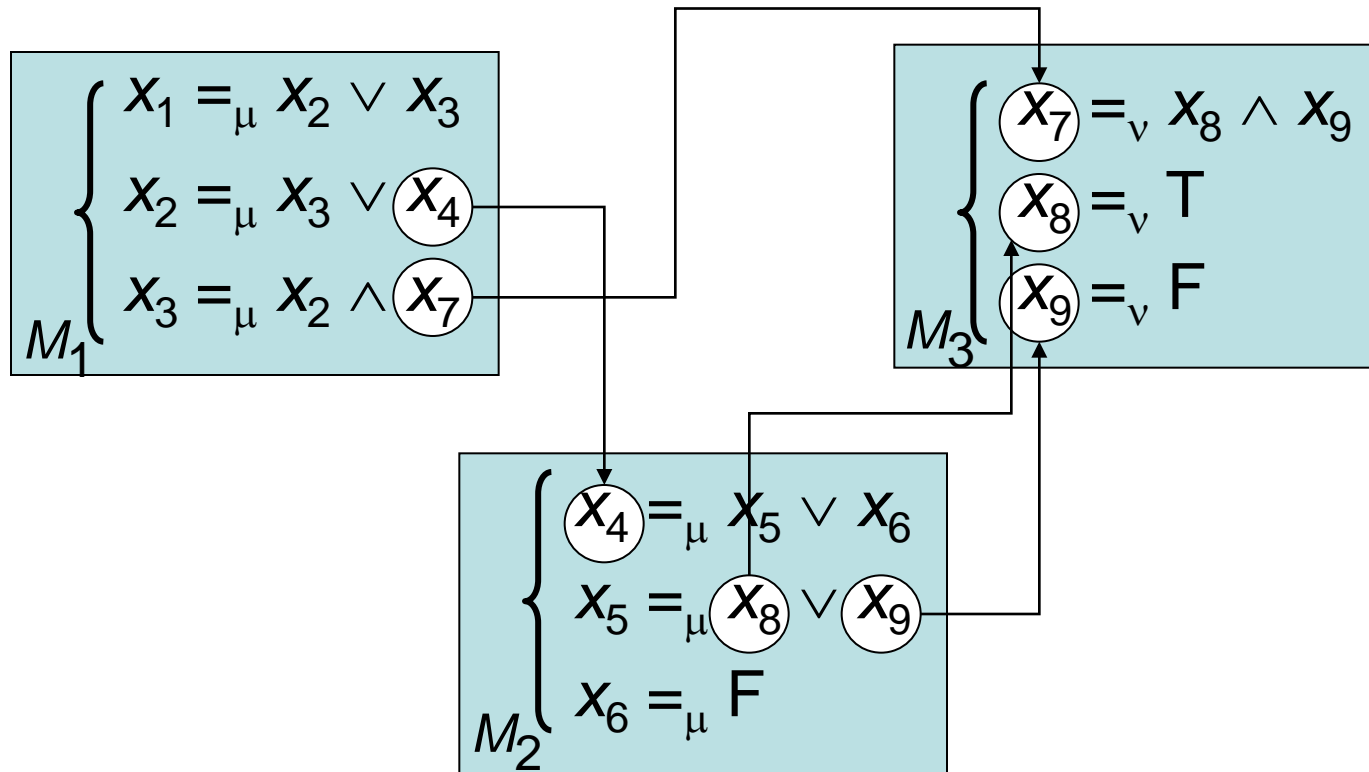 x₁ =μ x₂ ∨ x₃
x₂ =μ x₃ ∨ x₄
x₃ =μ x₂ ∧ x₇
M₁
x₇ =ν x₈ ∧ x₉
x₈ =ν T
x₉ =ν F
M₃
x₄ =μ x₅ ∨ x₆
x₅ =μ x₈ ∨ x₉
x₆ =μ F
M₂